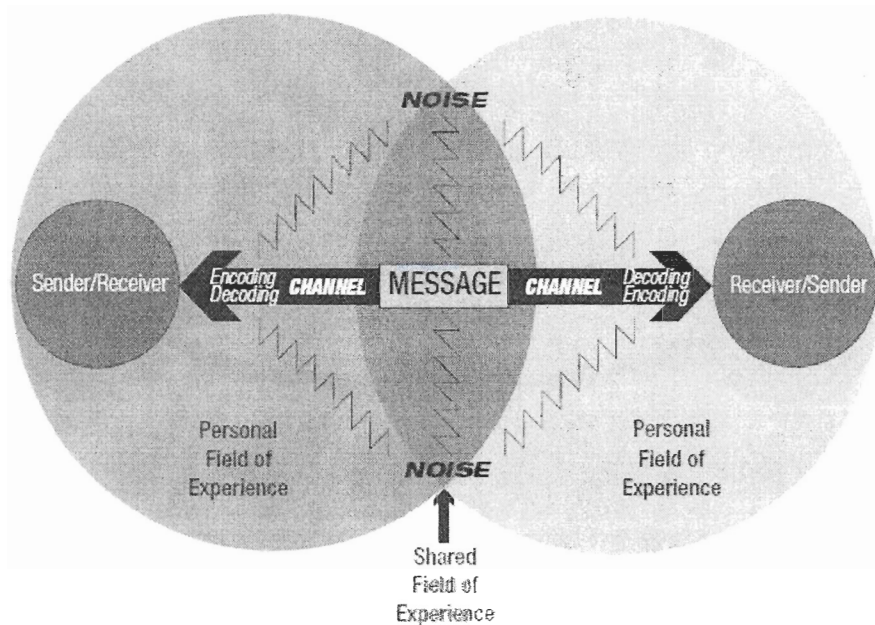 NOISE
Sender/Receiver
Encoding
Decoding
CHANNEL
MESSAGE
CHANNEL
Decoding
Encoding
Receiver/Sender
Personal
Field of
Experience
Personal
Field of
Experience
NOISE
Shared
Field of
Experience